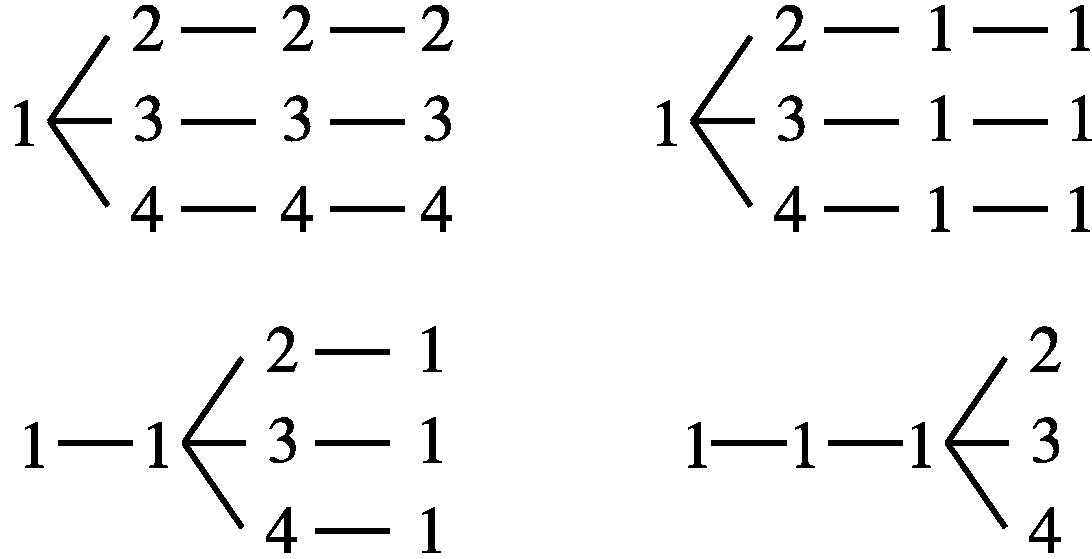 2 — 2 — 2
1 3 — 3 — 3
4 — 4 — 4
2 — 1 — 1
1 3 — 1 — 1
4 — 1 — 1
2 — 1
1 — 1 3 — 1
4 — 1
2
1 — 1 — 1 3
4